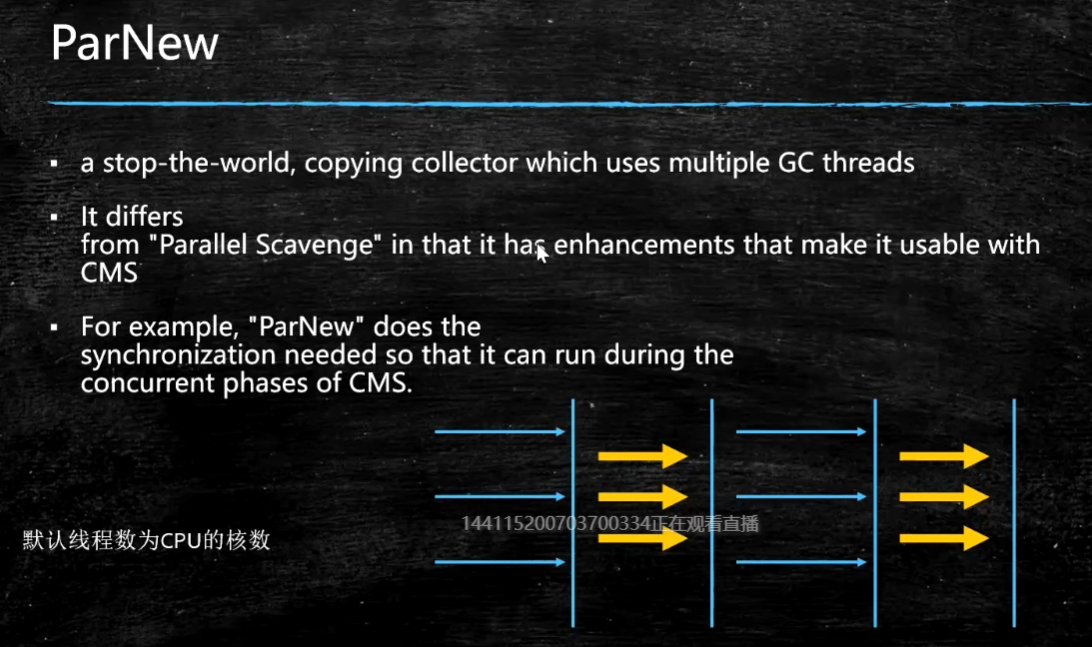 ParNew
▪ a stop-the-world, copying collector which uses multiple GC threads
▪ It differs
from "Parallel Scavenge" in that it has enhancements that make it usable with
CMS
▪ For example, "ParNew" does the
synchronization needed so that it can run during the
concurrent phases of CMS.
144115200703700334正在观看直播
默认线程数为CPU的核数